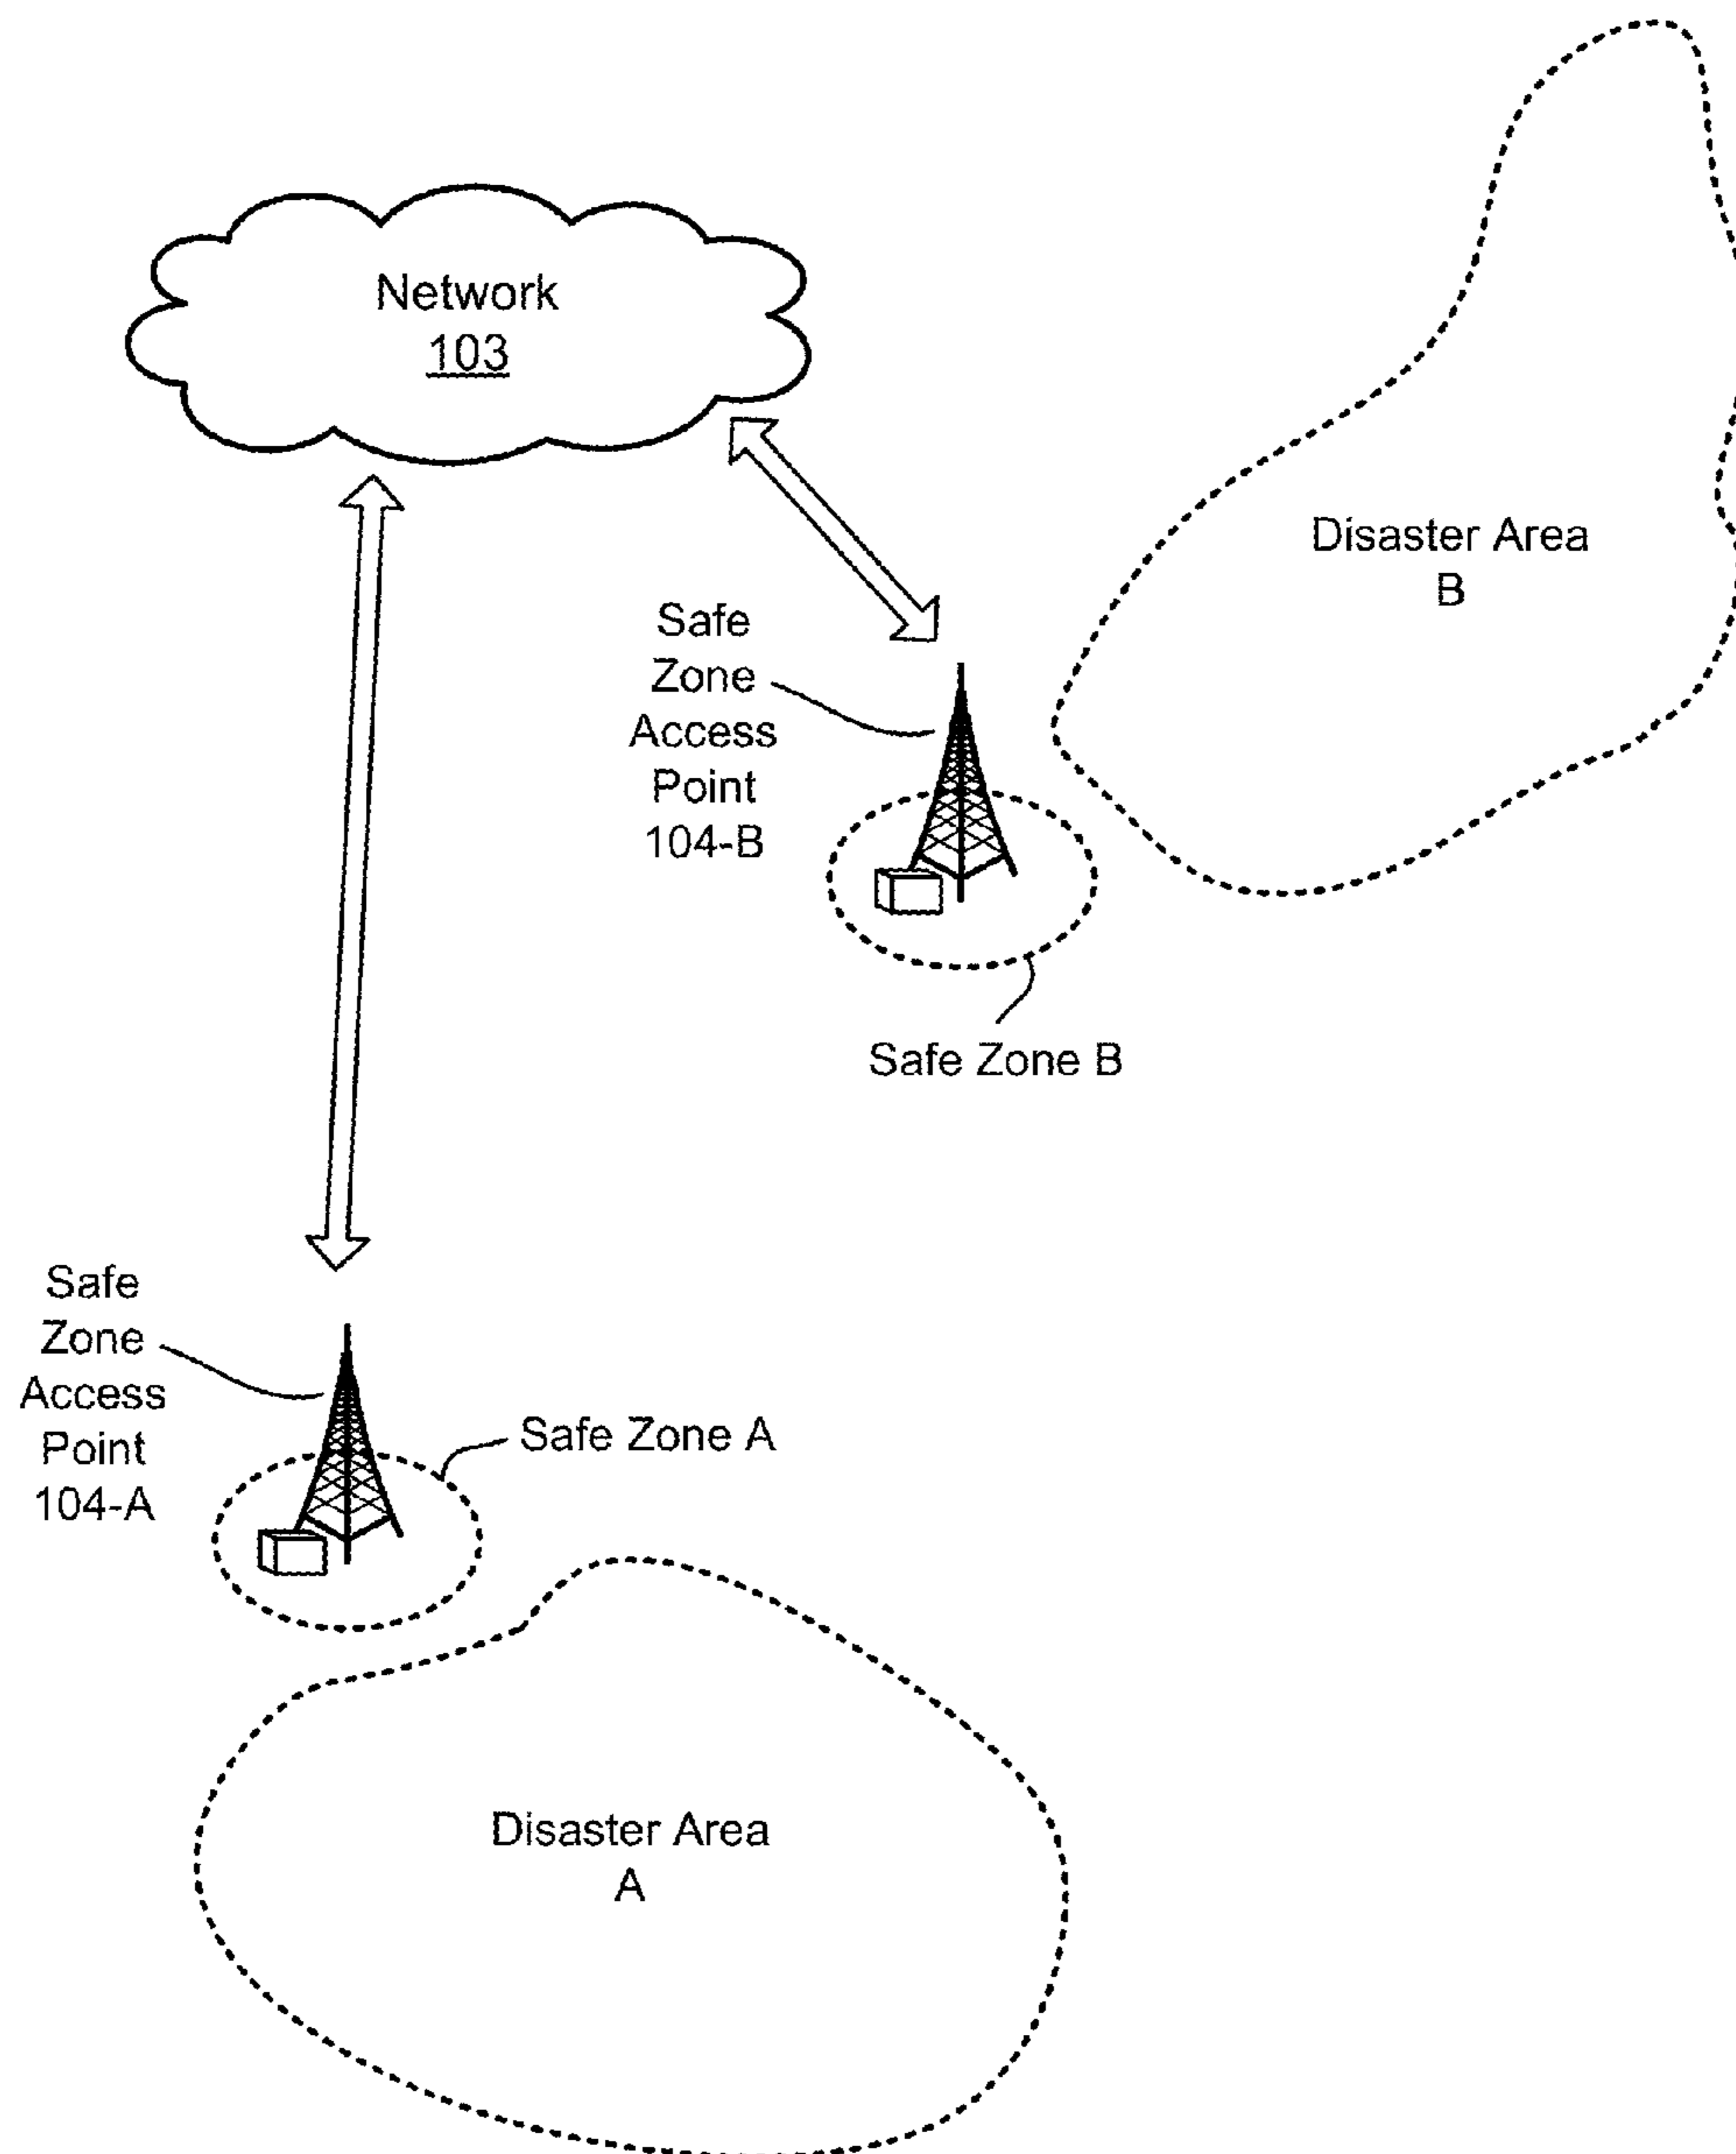 Network
103
Disaster Area
B
Safe
Zone
Access
Point
104-B
Safe Zone B
Safe
Zone
Access
Point
104-A
Safe Zone A
Disaster Area
A